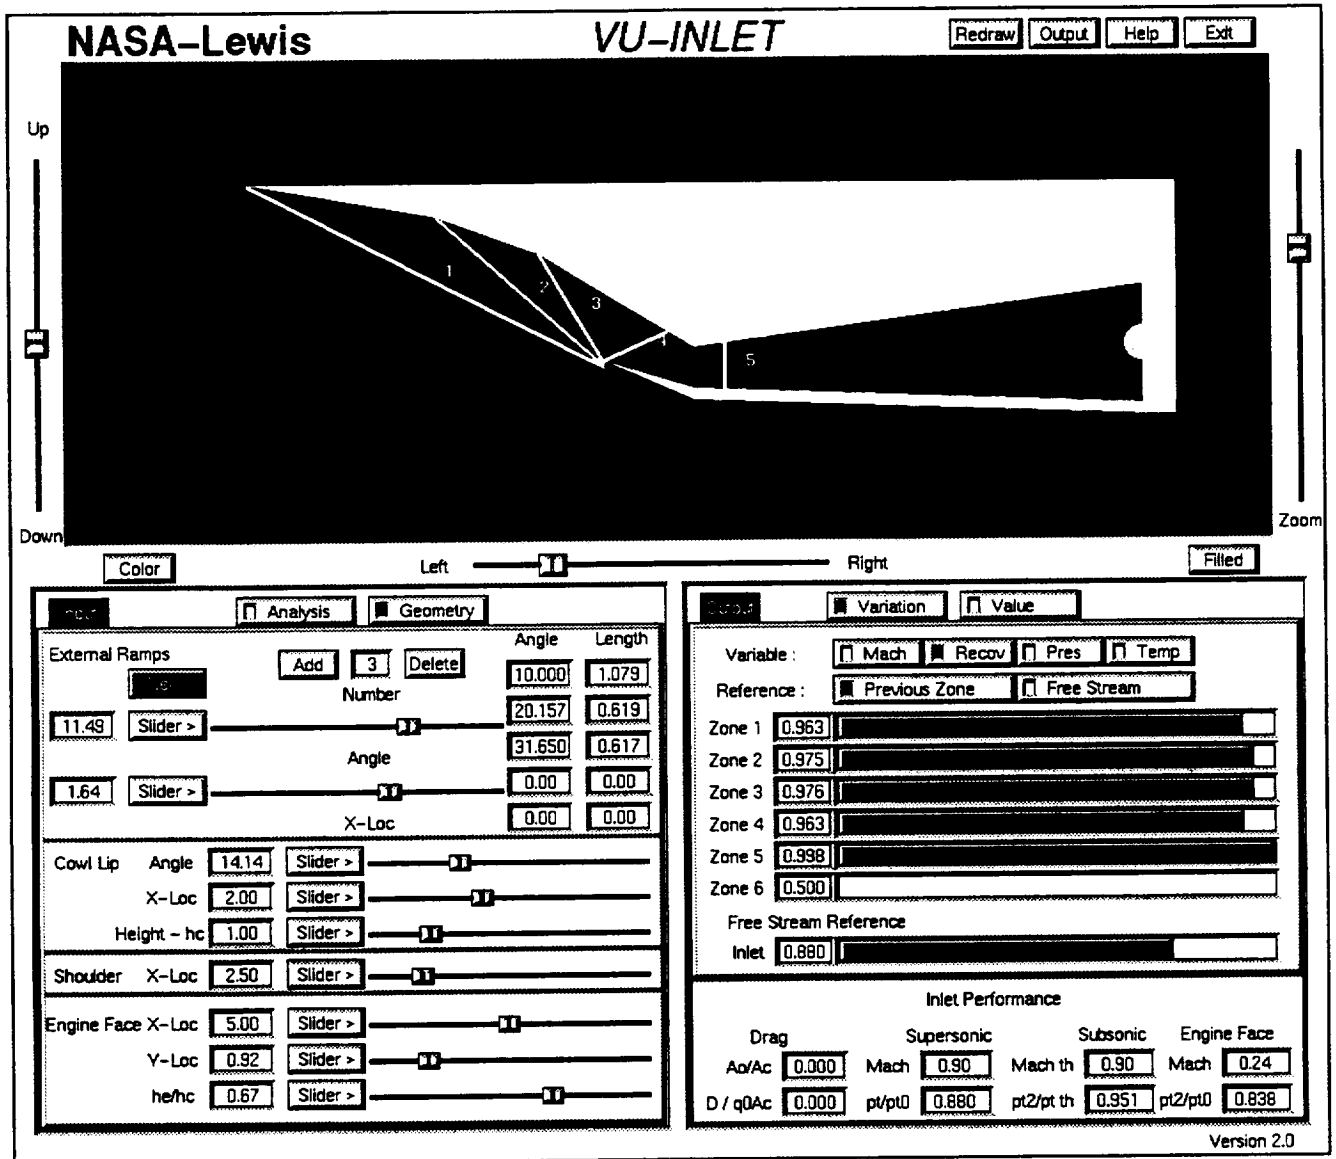 NASA-Lewis VU-INLET Redraw Output Help Exit
Up
1
2
3
4
5
Down
Zoom
Color Left Right Filled
Input Analysis Geometry
Angle Length
External Ramps
Add 3 Delete 10.000 1.079
Number
11.49 Slider > 20.157 0.619
Angle 31.650 0.617
1.64 Slider > 0.00 0.00
X-Loc 0.00 0.00
Cowl Lip Angle 14.14 Slider >
X-Loc 2.00 Slider >
Height - hc 1.00 Slider >
Shoulder X-Loc 2.50 Slider >
Engine Face X-Loc 5.00 Slider >
Y-Loc 0.92 Slider >
he/hc 0.67 Slider >
Output Variation Value
Variable : Mach Recov Pres Temp
Reference : Previous Zone Free Stream
Zone 1 0.963
Zone 2 0.975
Zone 3 0.976
Zone 4 0.963
Zone 5 0.998
Zone 6 0.500
Free Stream Reference
Inlet 0.880
Inlet Performance
Drag Supersonic Subsonic Engine Face
Ao/Ac 0.000 Mach 0.90 Mach th 0.90 Mach 0.24
D / q0Ac 0.000 pt/pt0 0.880 pt2/pt th 0.951 pt2/pt0 0.838
Version 2.0